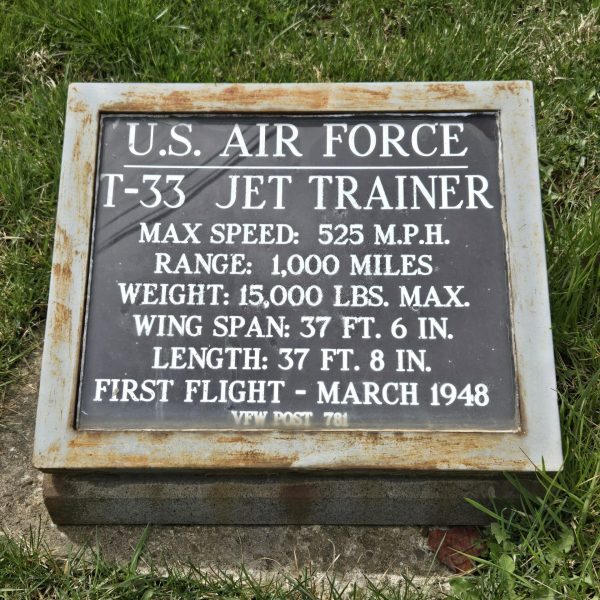 U.S. AIR FORCE
T-33 JET TRAINER
MAX SPEED: 525 M.P.H.
RANGE: 1,000 MILES
WEIGHT: 15,000 LBS. MAX.
WING SPAN: 37 FT. 6 IN.
LENGTH: 37 FT. 8 IN.
FIRST FLIGHT - MARCH 1948
VFW POST 781